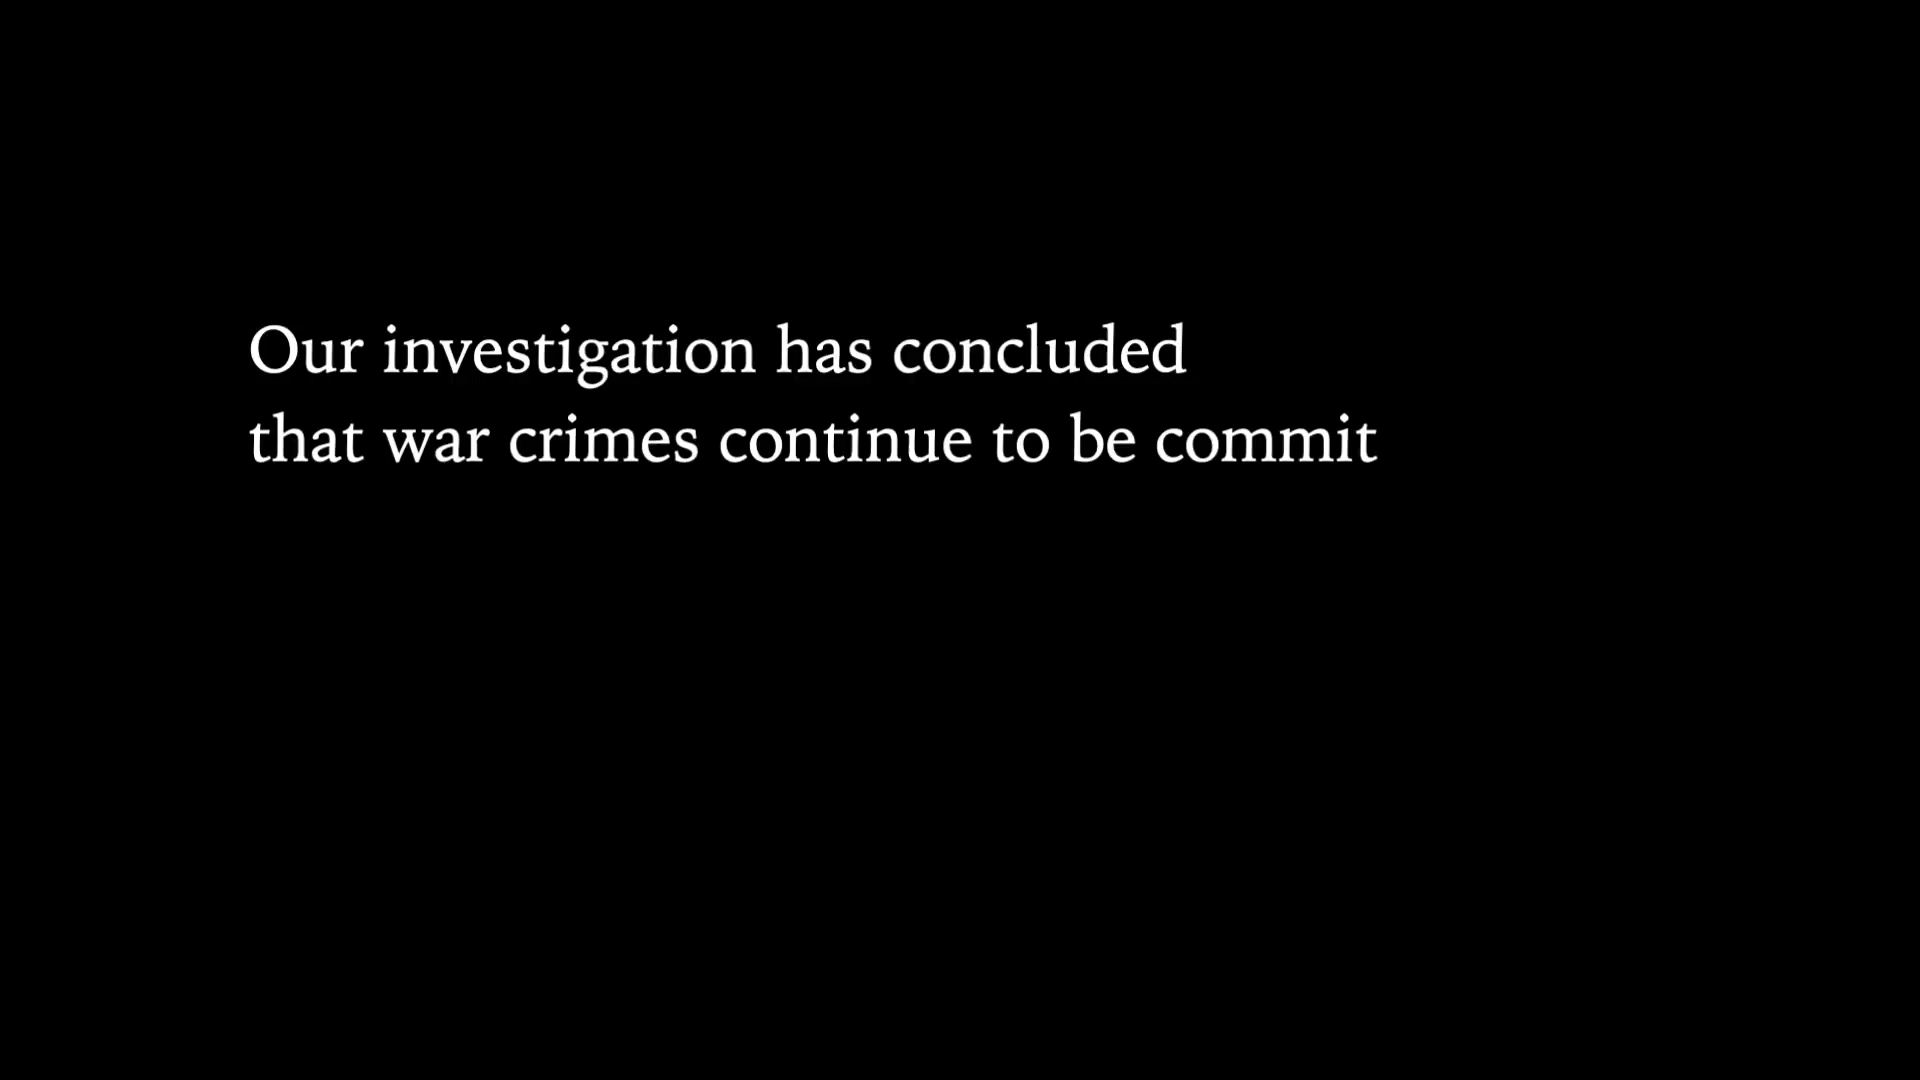 Our investigation has concluded
that war crimes continue to be commit